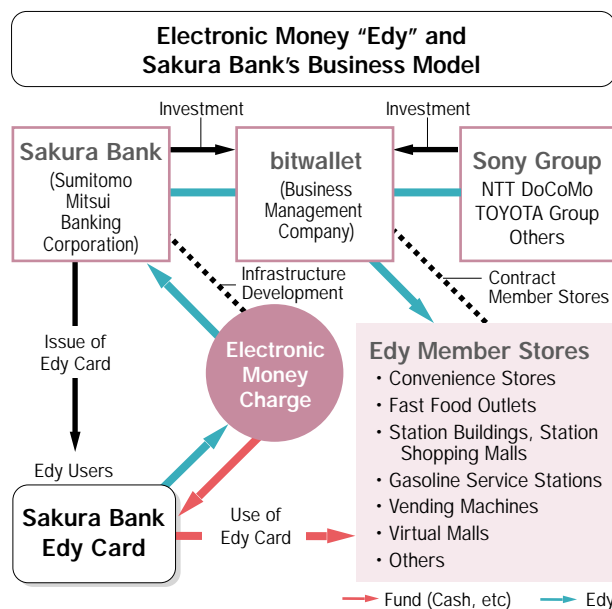 Electronic Money “Edy” and
Sakura Bank’s Business Model
Investment
Investment
Sakura Bank
(Sumitomo
Mitsui
Banking
Corporation)
bitwallet
(Business
Management
Company)
Sony Group
NTT DoCoMo
TOYOTA Group
Others
Infrastructure
Development
Contract
Member Stores
Issue of
Edy Card
Electronic
Money
Charge
Edy Member Stores
・Convenience Stores
・Fast Food Outlets
・Station Buildings, Station
Shopping Malls
・Gasoline Service Stations
・Vending Machines
・Virtual Malls
・Others
Edy Users
Sakura Bank
Edy Card
Use of
Edy Card
Fund (Cash, etc)
Edy